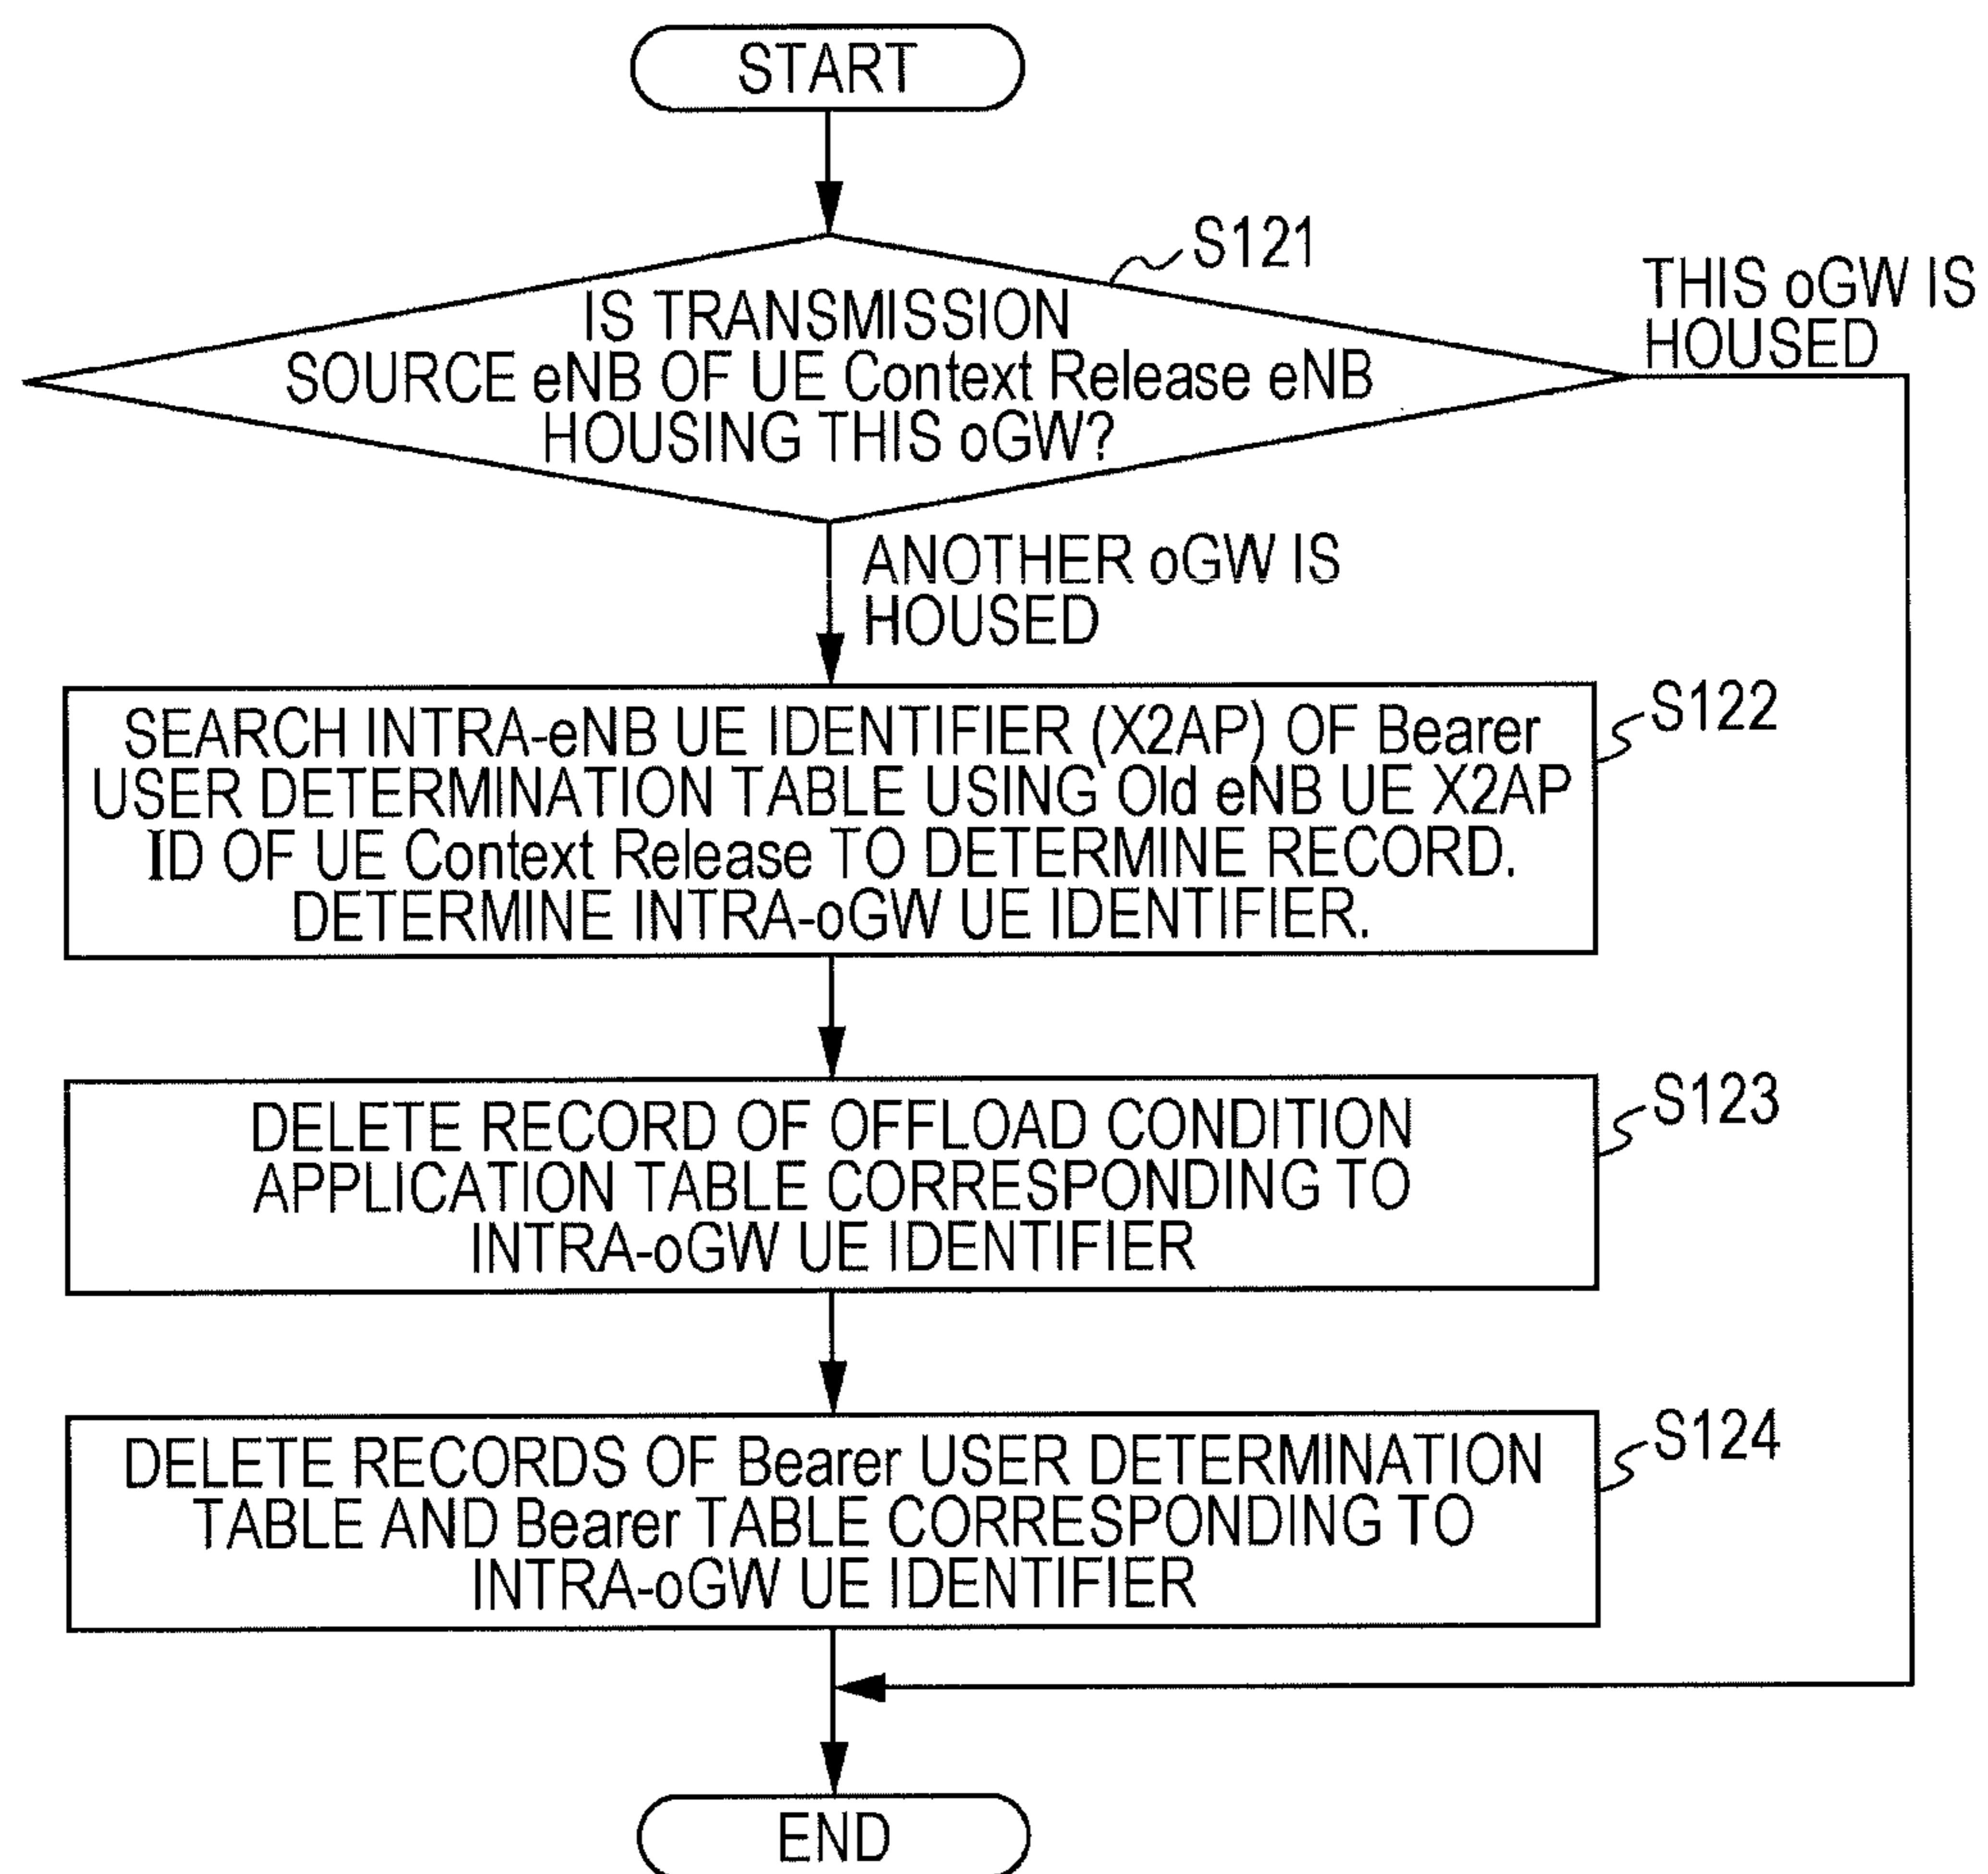 START
S121
IS TRANSMISSION
SOURCE eNB OF UE Context Release eNB
HOUSING THIS oGW?
THIS oGW IS
HOUSED
ANOTHER oGW IS
HOUSED
S122
SEARCH INTRA-eNB UE IDENTIFIER (X2AP) OF Bearer
USER DETERMINATION TABLE USING Old eNB UE X2AP
ID OF UE Context Release TO DETERMINE RECORD.
DETERMINE INTRA-oGW UE IDENTIFIER.
S123
DELETE RECORD OF OFFLOAD CONDITION
APPLICATION TABLE CORRESPONDING TO
INTRA-oGW UE IDENTIFIER
S124
DELETE RECORDS OF Bearer USER DETERMINATION
TABLE AND Bearer TABLE CORRESPONDING TO
INTRA-oGW UE IDENTIFIER
END